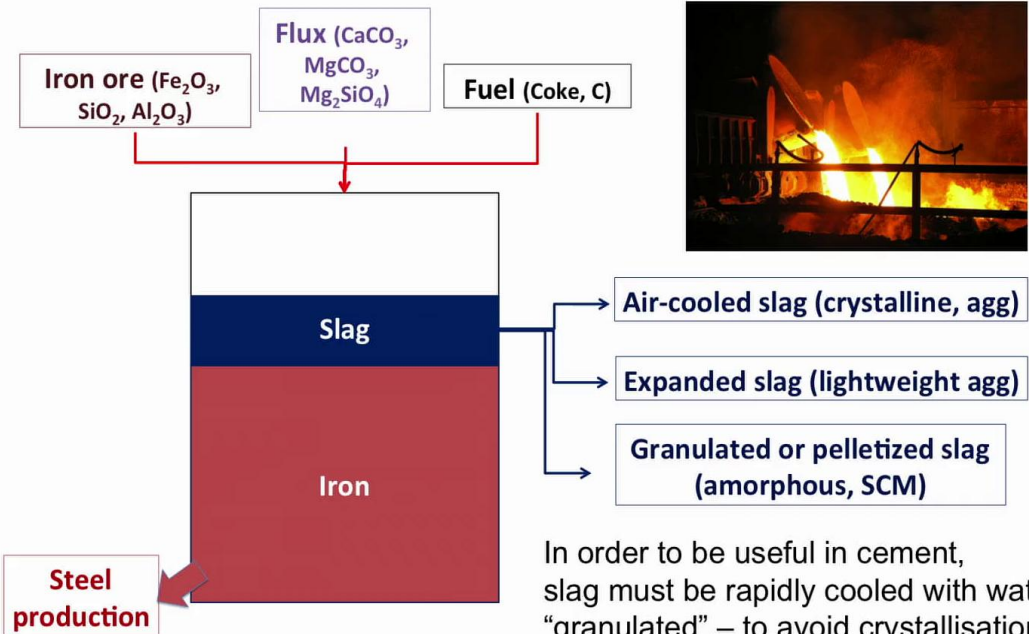 Iron ore (Fe₂O₃,
SiO₂, Al₂O₃)
Flux (CaCO₃,
MgCO₃,
Mg₂SiO₄)
Fuel (Coke, C)
Slag
Iron
Steel
production
Air-cooled slag (crystalline, agg)
Expanded slag (lightweight agg)
Granulated or pelletized slag
(amorphous, SCM)
In order to be useful in cement,
slag must be rapidly cooled with wat
“granulated” – to avoid crystallisation